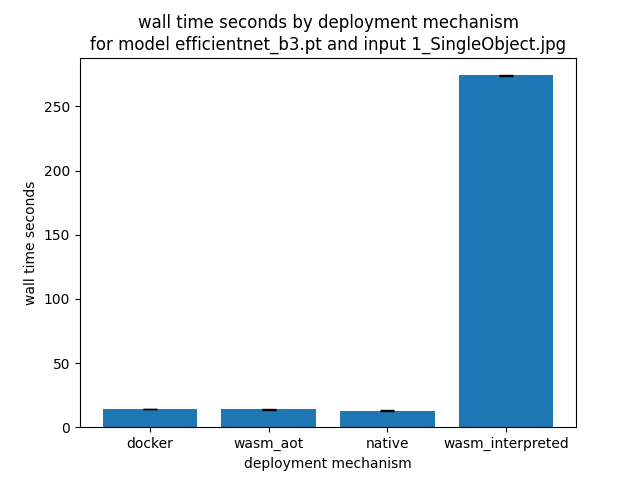 wall time seconds by deployment mechanism
for model efficientnet_b3.pt and input 1_SingleObject.jpg
250
200
150
100
50
0
wall time seconds
docker wasm_aot native wasm_interpreted
deployment mechanism